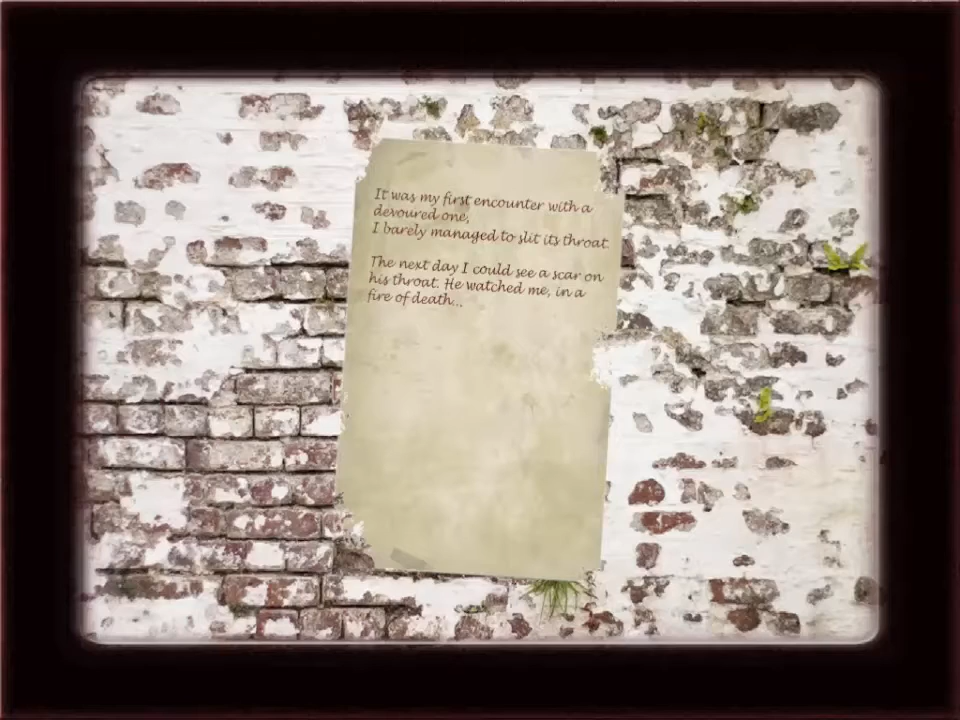 It was my first encounter with a
devoured one,
I barely managed to slit its throat.
The next day I could see a scar on
his throat. He watched me, in a
fire of death...